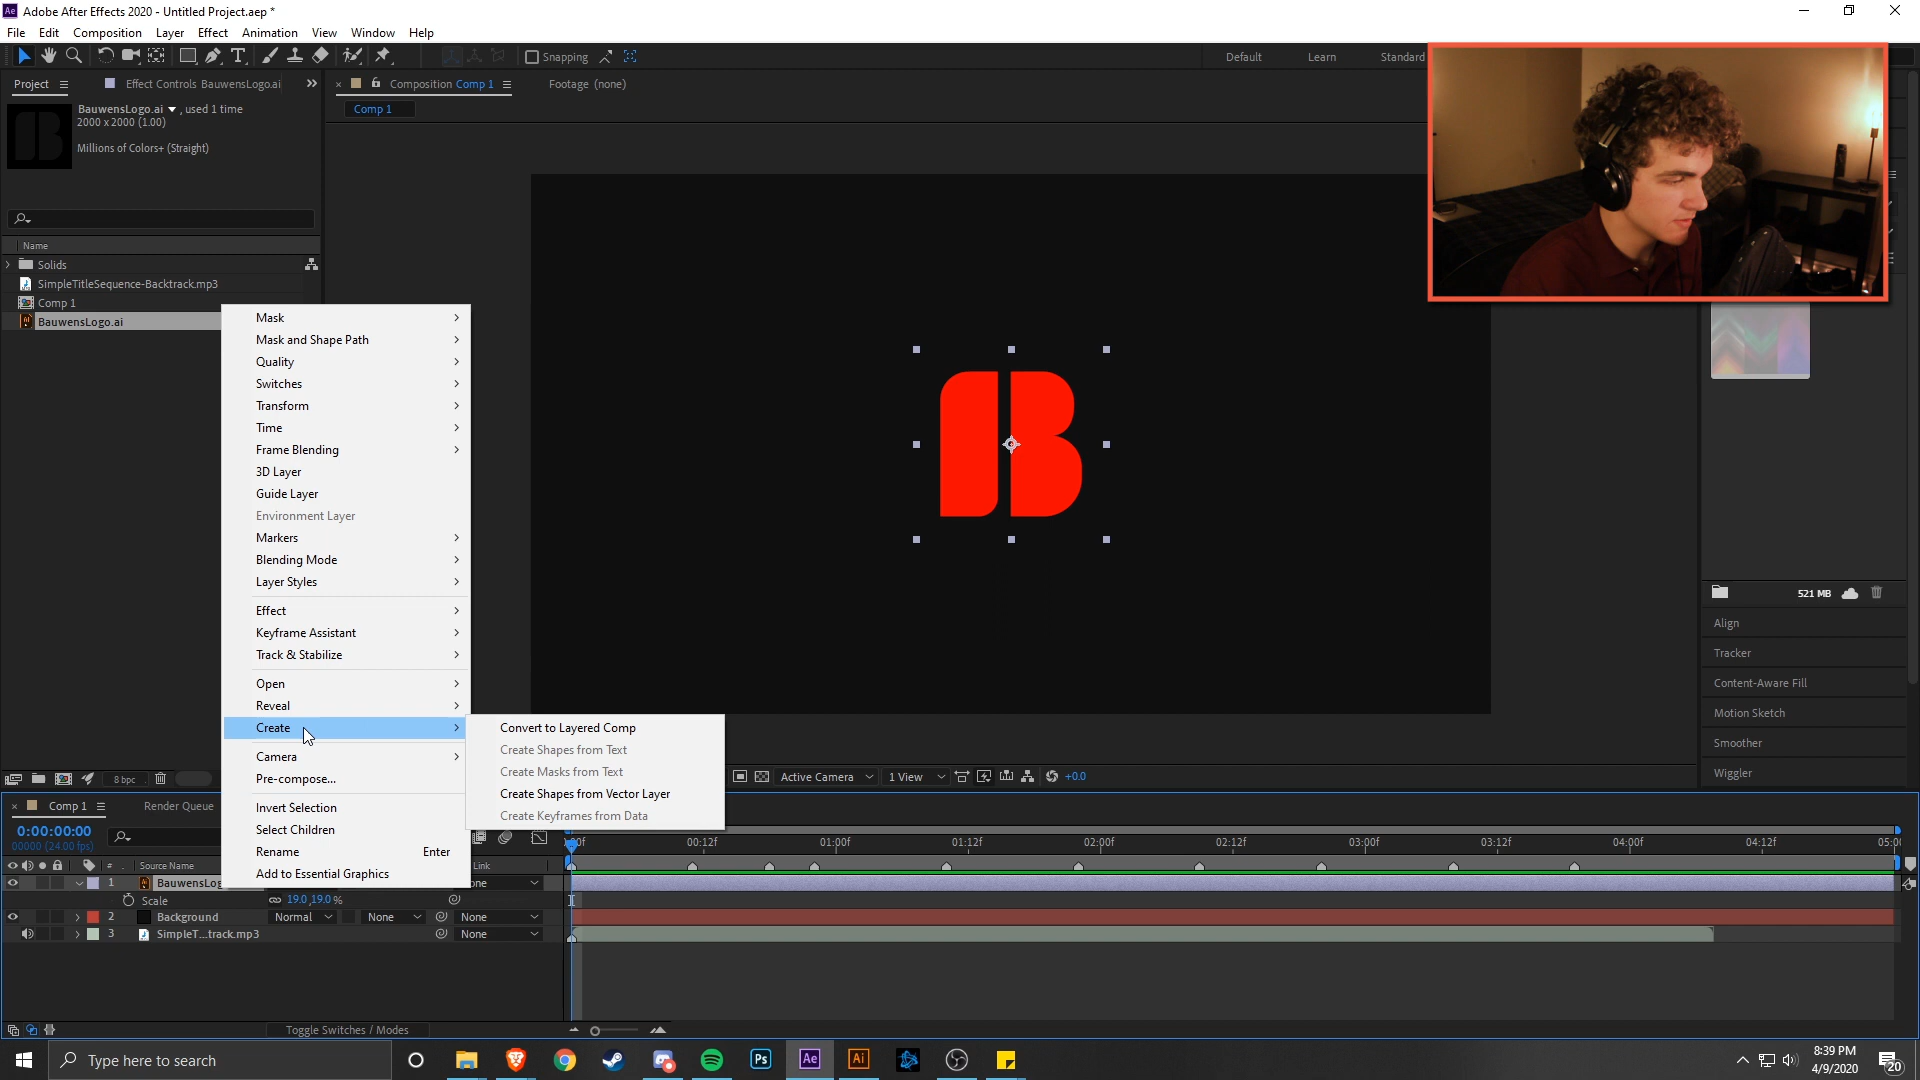 Adobe After Effects 2020 - Untitled Project.aep *
File Edit Composition Layer Effect Animation View Window Help
Snapping
Default Learn Standard
Project
Effect Controls BauwensLogo.ai
Composition Comp 1
Footage (none)
Comp 1
BauwensLogo.ai , used 1 time
2000 x 2000 (1.00)
Millions of Colors+ (Straight)
Name
Solids
SimpleTitleSequence-Backtrack.mp3
Comp 1
BauwensLogo.ai
Mask
Mask and Shape Path
Quality
Switches
Transform
Time
Frame Blending
3D Layer
Guide Layer
Environment Layer
Markers
Blending Mode
Layer Styles
Effect
Keyframe Assistant
Track & Stabilize
Open
Reveal
Create
Camera
Pre-compose...
Invert Selection
Select Children
Rename Enter
Add to Essential Graphics
Convert to Layered Comp
Create Shapes from Text
Create Masks from Text
Create Shapes from Vector Layer
Create Keyframes from Data
B
521 MB
Align
Tracker
Content-Aware Fill
Motion Sketch
Smoother
Wiggler
8 bpc
Active Camera
1 View
+0.0
Comp 1
Render Queue
0:00:00:00
00000 (24.00 fps)
00:12f 01:00f 01:12f 02:00f 02:12f 03:00f 03:12f 04:00f 04:12f
# Source Name
1 BauwensLog
Scale 19.0,19.0 %
2 Background Normal None None
3 SimpleT...track.mp3 None
Toggle Switches / Modes
Type here to search
Ps
Ae
Ai
8:39 PM
4/9/2020
20